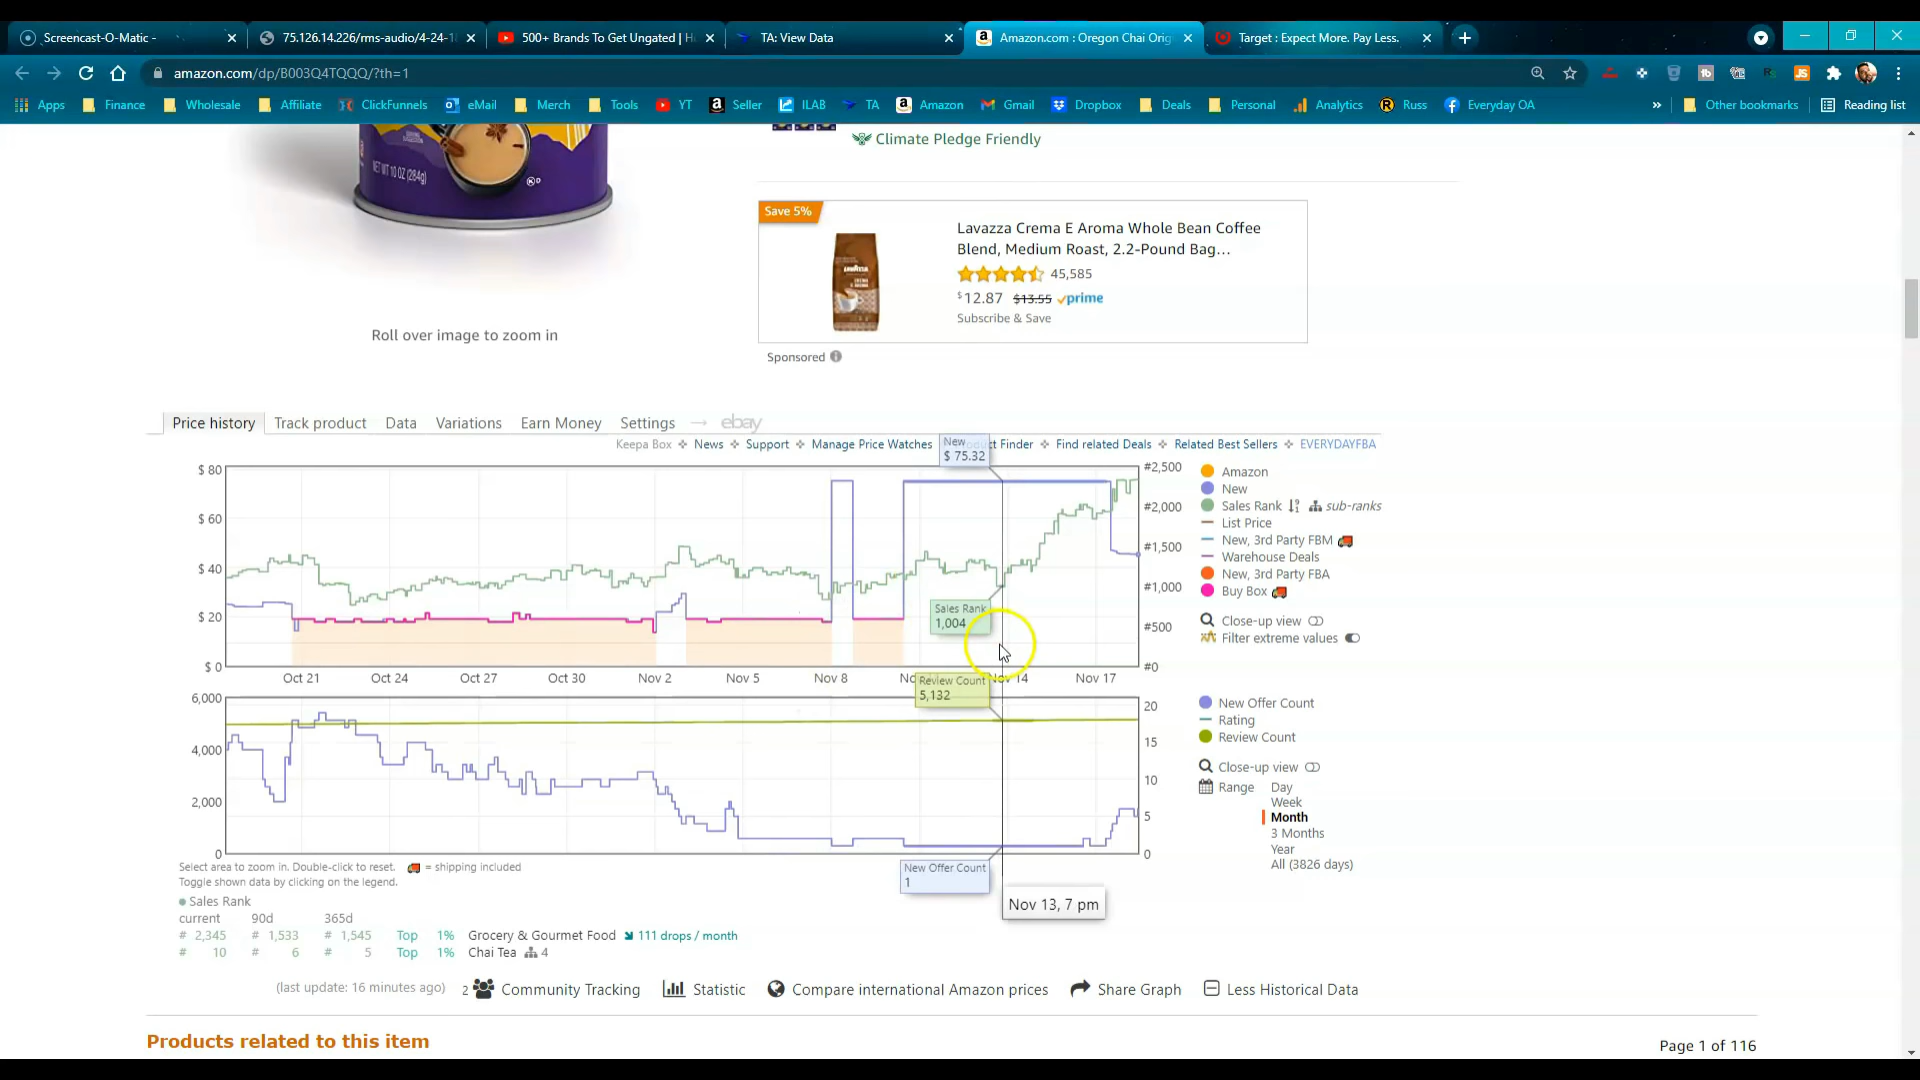 Screencast-O-Matic -
75.126.14.226/rms-audio/4-24-1
500+ Brands To Get Ungated | H
TA: View Data
Amazon.com : Oregon Chai Orig
Target : Expect More. Pay Less.
amazon.com/dp/B003Q4TQQQ/?th=1
Apps
Finance
Wholesale
Affiliate
ClickFunnels
eMail
Merch
Tools
YT
Seller
ILAB
TA
Amazon
Gmail
Dropbox
Deals
Personal
Analytics
Russ
Everyday OA
»
Other bookmarks
Reading list
NET WT 10 OZ (284g)
Climate Pledge Friendly
Save 5%
Lavazza Crema E Aroma Whole Bean Coffee
Blend, Medium Roast, 2.2-Pound Bag...
45,585
$12.87 $13.55 prime
Subscribe & Save
Sponsored
Roll over image to zoom in
Price history
Track product
Data
Variations
Earn Money
Settings
ebay
Keepa Box
News
Support
Manage Price Watches
Finder
Find related Deals
Related Best Sellers
EVERYDAYFBA
New
$ 75.32
$ 80
$ 60
$ 40
$ 20
$ 0
#2,500
#2,000
#1,500
#1,000
#500
#0
Sales Rank
1,004
Oct 21
Oct 24
Oct 27
Oct 30
Nov 2
Nov 5
Nov 8
Nov 14
Nov 17
Amazon
New
Sales Rank sub-ranks
List Price
New, 3rd Party FBM
Warehouse Deals
New, 3rd Party FBA
Buy Box
Close-up view
Filter extreme values
Review Count
5,132
6,000
4,000
2,000
0
20
15
10
5
0
New Offer Count
Rating
Review Count
Close-up view
Range
Day
Week
Month
3 Months
Year
All (3826 days)
New Offer Count
1
Nov 13, 7 pm
Select area to zoom in. Double-click to reset. = shipping included
Toggle shown data by clicking on the legend.
Sales Rank
current 90d 365d
# 2,345 # 1,533 # 1,545 Top 1% Grocery & Gourmet Food 111 drops / month
# 10 # 6 # 5 Top 1% Chai Tea 4
(last update: 16 minutes ago)
2 Community Tracking
Statistic
Compare international Amazon prices
Share Graph
Less Historical Data
Products related to this item
Page 1 of 116